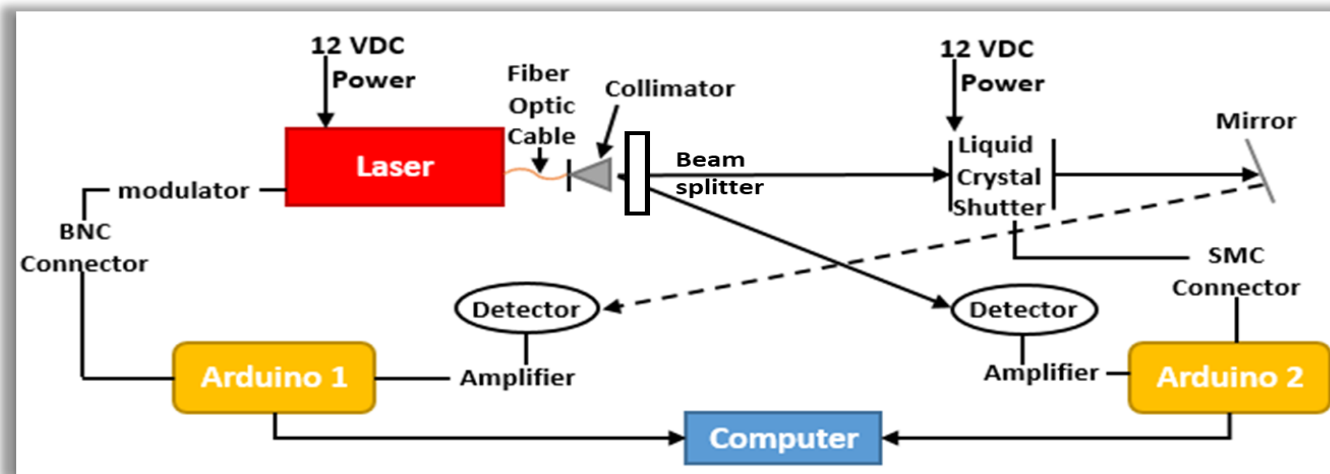 12 VDC
Power
Fiber
Optic
Cable
Collimator
12 VDC
Power
Mirror
Laser
Beam
splitter
Liquid
Crystal
Shutter
modulator
BNC
Connector
SMC
Connector
Detector
Detector
Arduino 1
Amplifier
Amplifier
Arduino 2
Computer